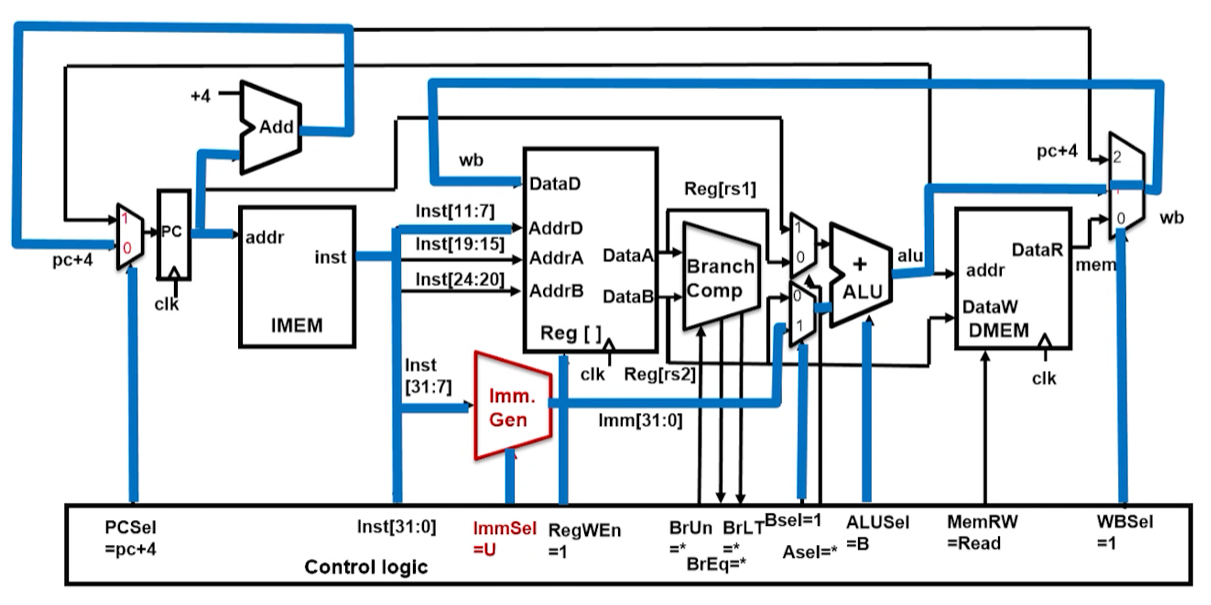 +4
Add
pc+4
2
1
0
wb
wb
DataD
Reg[rs1]
1
0
pc+4
PC
clk
addr
inst
IMEM
Inst[11:7]
AddrD
Inst[19:15]
AddrA
Inst[24:20]
AddrB
DataA
DataB
Reg [ ]
clk
Branch
Comp
1
0
0
1
+
ALU
alu
DataR
mem
addr
DataW
DMEM
clk
Reg[rs2]
Inst
[31:7]
Imm.
Gen
Imm[31:0]
PCSel
=pc+4
Inst[31:0]
ImmSel
=U
RegWEn
=1
BrUn
=*
BrLT
=*
BrEq=*
Bsel=1
Asel=*
ALUSel
=B
MemRW
=Read
WBSel
=1
Control logic